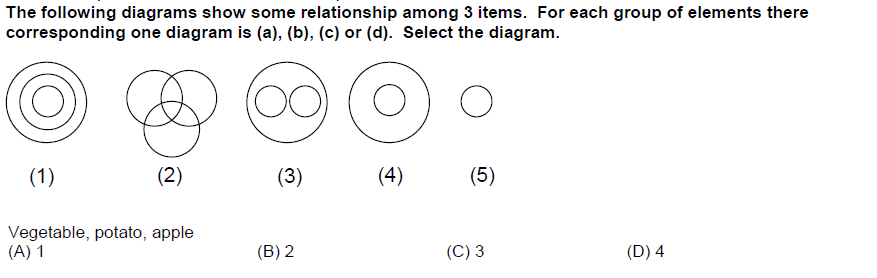 The following diagrams show some relationship among 3 items. For each group of elements there
corresponding one diagram is (a), (b), (c) or (d). Select the diagram.
(1) (2) (3) (4) (5)
Vegetable, potato, apple
(A) 1 (B) 2 (C) 3 (D) 4